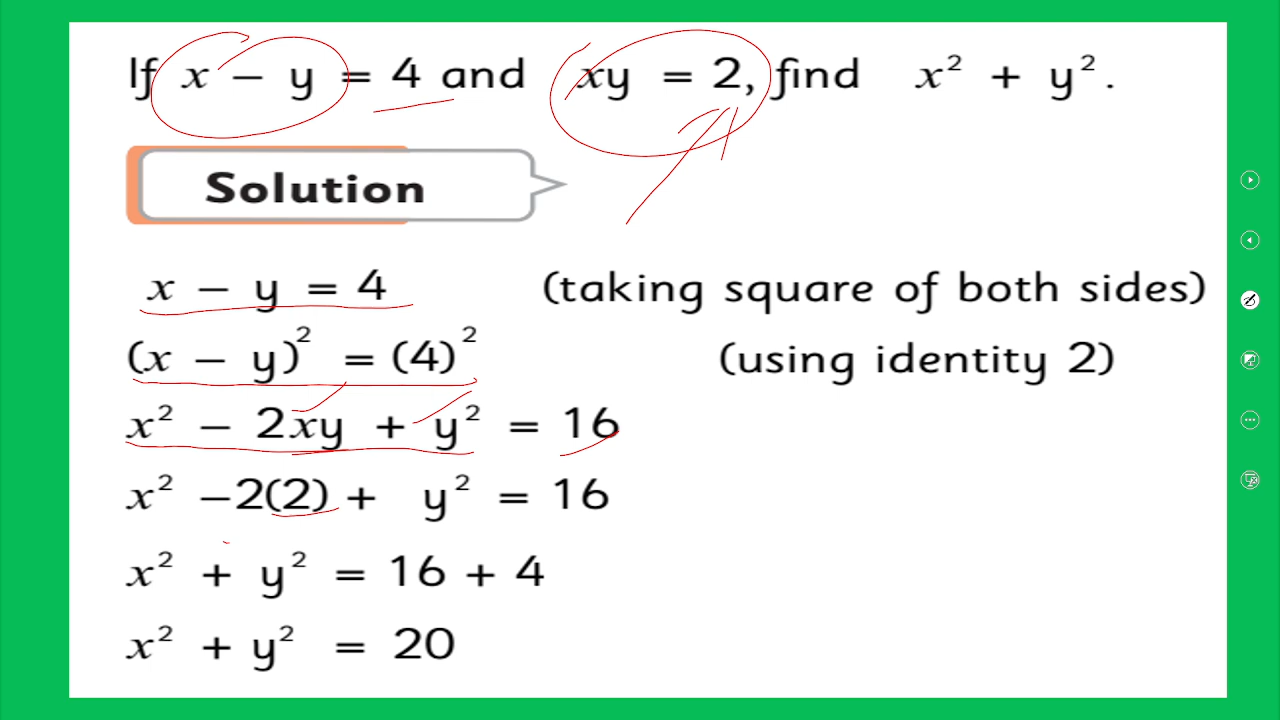 If x − y = 4 and xy = 2, find x² + y².
Solution
x − y = 4 (taking square of both sides)
(x − y)² = (4)² (using identity 2)
x² − 2xy + y² = 16
x² −2(2) + y² = 16
x² + y² = 16 + 4
x² + y² = 20